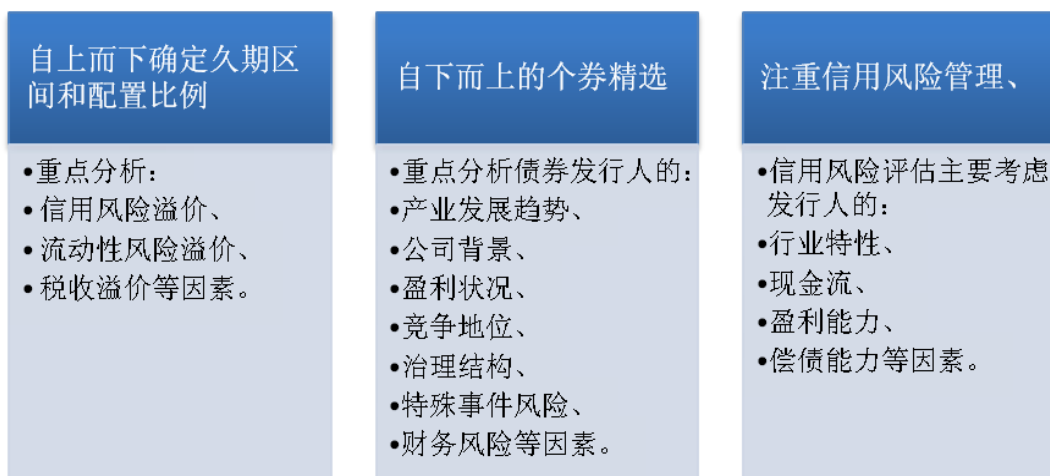 自上而下确定久期区
间和配置比例
•重点分析：
•信用风险溢价、
•流动性风险溢价、
•税收溢价等因素。
自下而上的个券精选
•重点分析债券发行人的：
•产业发展趋势、
•公司背景、
•盈利状况、
•竞争地位、
•治理结构、
•特殊事件风险、
•财务风险等因素。
注重信用风险管理、
•信用风险评估主要考虑
发行人的：
•行业特性、
•现金流、
•盈利能力、
•偿债能力等因素。